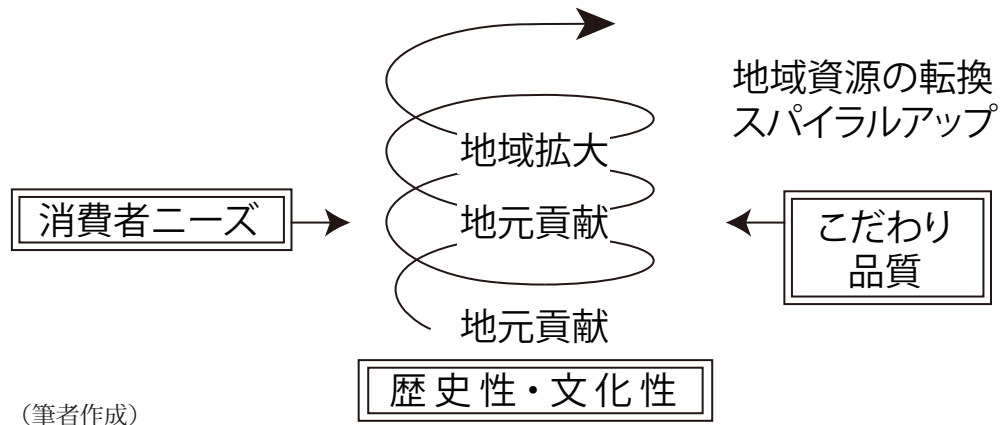 地域資源の転換
スパイラルアップ
地域拡大
消費者ニーズ
地元貢献
こだわり
品質
地元貢献
歴史性・文化性
（筆者作成）